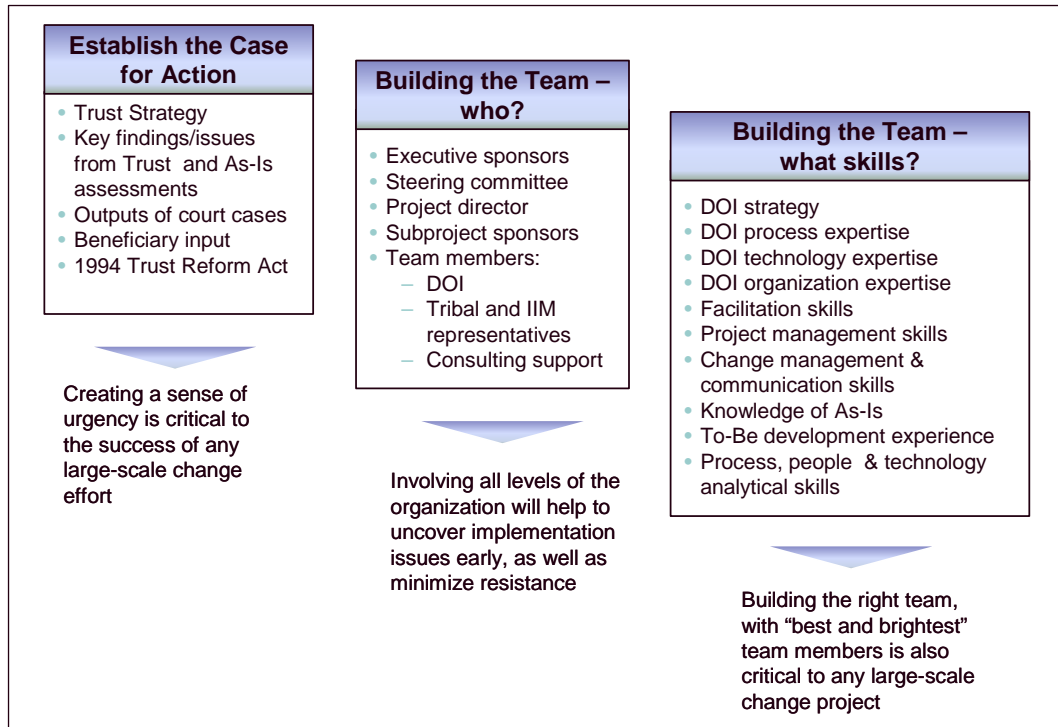 Establish the Case
for Action
• Trust Strategy
• Key findings/issues
from Trust and As-Is
assessments
• Outputs of court cases
• Beneficiary input
• 1994 Trust Reform Act
Creating a sense of
urgency is critical to
the success of any
large-scale change
effort
Building the Team –
who?
• Executive sponsors
• Steering committee
• Project director
• Subproject sponsors
• Team members:
– DOI
– Tribal and IIM
representatives
– Consulting support
Involving all levels of the
organization will help to
uncover implementation
issues early, as well as
minimize resistance
Building the Team –
what skills?
• DOI strategy
• DOI process expertise
• DOI technology expertise
• DOI organization expertise
• Facilitation skills
• Project management skills
• Change management &
communication skills
• Knowledge of As-Is
• To-Be development experience
• Process, people & technology
analytical skills
Building the right team,
with “best and brightest”
team members is also
critical to any large-scale
change project